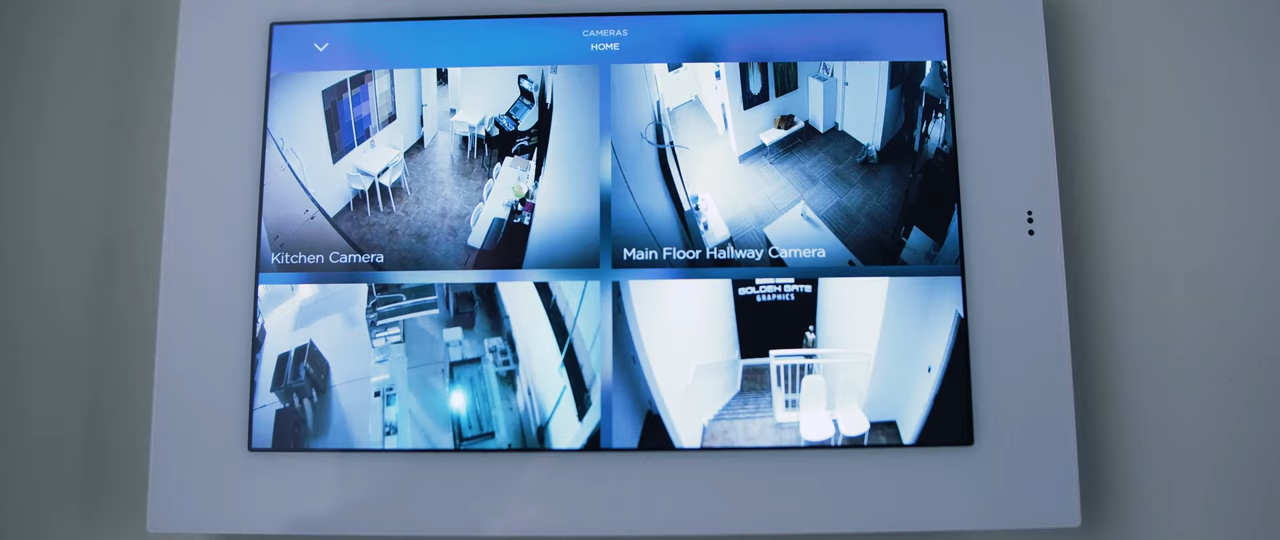 CAMERAS
HOME
Kitchen Camera
Main Floor Hallway Camera
GOLDEN GATE
GRAPHICS